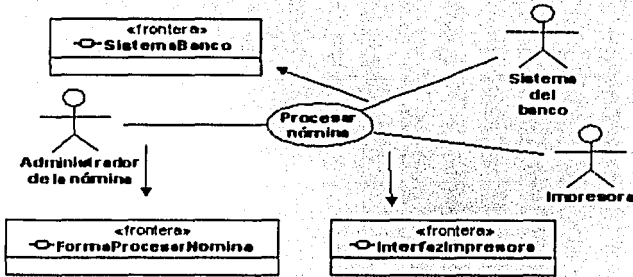 «frontera»
SistemaBanco
Sistema
del
banco
Procesar
nómina
Administrador
de la nómina
Impresora
«frontera»
FormaProcesarNomina
«frontera»
InterfazImpresora